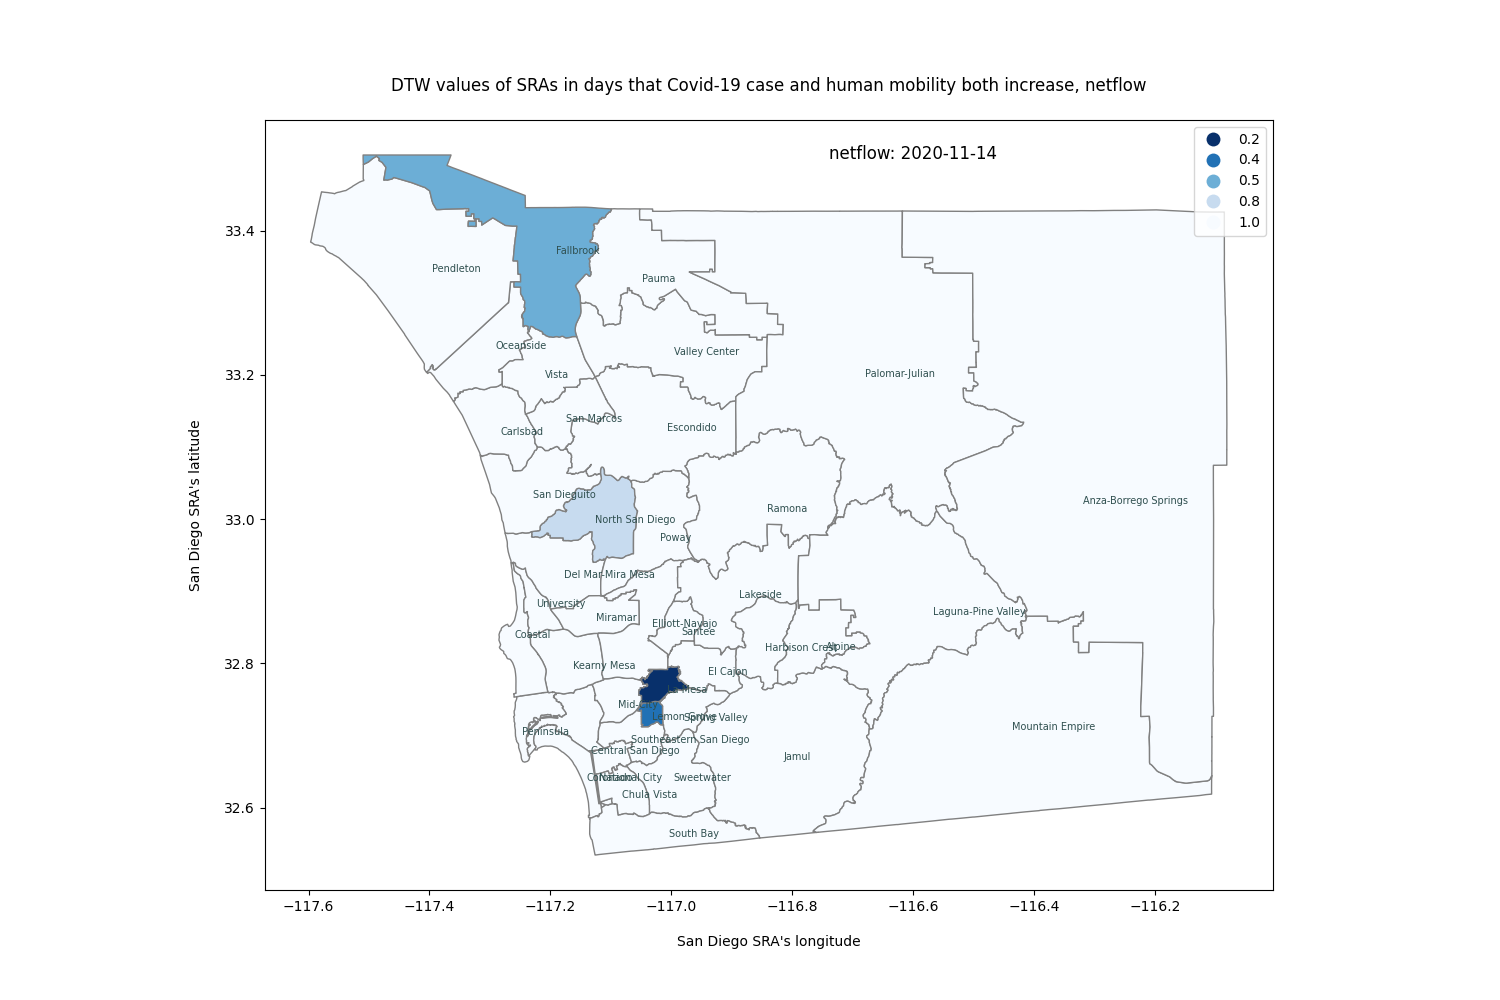 DTW values of SRAs in days that Covid-19 case and human mobility both increase, netflow
netflow: 2020-11-14
0.2
0.4
0.5
0.8
1.0
33.4
33.2
33.0
32.8
32.6
San Diego SRA's latitude
Fallbrook
Pendleton
Pauma
Oceanside
Valley Center
Vista
Palomar-Julian
San Marcos
Escondido
Carlsbad
San Dieguito
Anza-Borrego Springs
Ramona
North San Diego
Poway
Del Mar-Mira Mesa
Lakeside
University
Laguna-Pine Valley
Miramar
Elliott-Navajo
Santee
Coastal
Harbison Crest
Alpine
Kearny Mesa
El Cajon
La Mesa
Mid-City
Lemon Grove
Spring Valley
Mountain Empire
Peninsula
Southeastern San Diego
Central San Diego
Jamul
Coronado
National City
Sweetwater
Chula Vista
South Bay
−117.6
−117.4
−117.2
−117.0
−116.8
−116.6
−116.4
−116.2
San Diego SRA's longitude